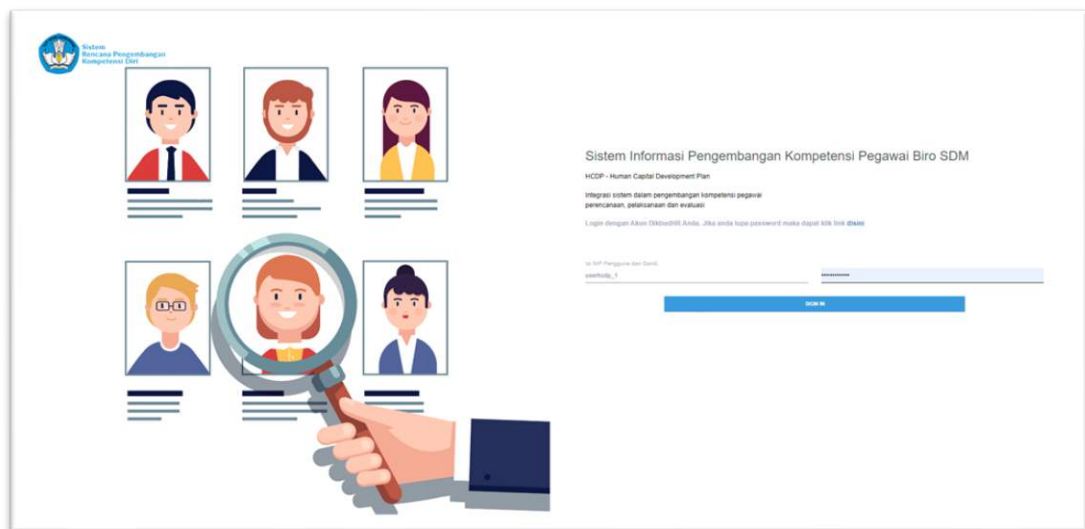 Sistem
Rencana Pengembangan
Kompetensi Diri
Sistem Informasi Pengembangan Kompetensi Pegawai Biro SDM
HCDP - Human Capital Development Plan
Integrasi sistem dalam pengembangan kompetensi pegawai
perencanaan, pelaksanaan dan evaluasi
Login dengan Akun DikbudHR Anda. Jika anda lupa password maka dapat klik link disini
Isi NIP Pengguna dan Sandi
userhcdp_1
SIGN IN